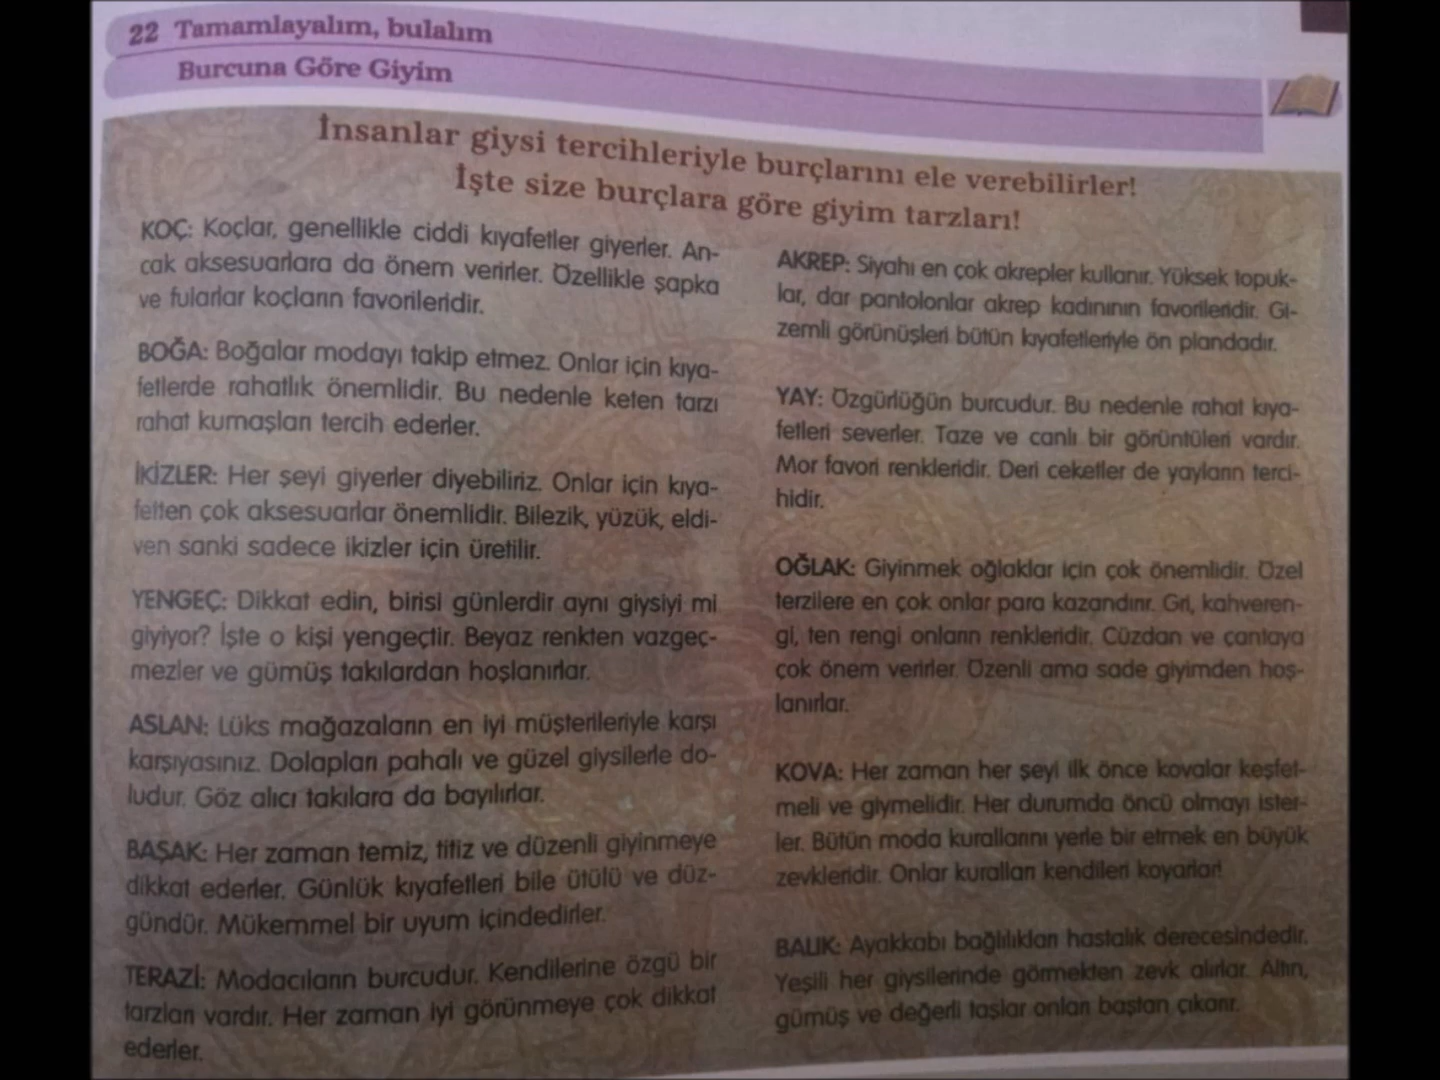 22 Tamamlayalım, bulalım
Burcuna Göre Giyim
İnsanlar giysi tercihleriyle burçlarını ele verebilirler!
İşte size burçlara göre giyim tarzları!
KOÇ: Koçlar, genellikle ciddi kıyafetler giyerler. An-
cak aksesuarlara da önem verirler. Özellikle şapka
ve fularlar koçların favorileridir.
BOĞA: Boğalar modayı takip etmez. Onlar için kıya-
fetlerde rahatlık önemlidir. Bu nedenle keten tarzı
rahat kumaşları tercih ederler.
İKİZLER: Her şeyi giyerler diyebiliriz. Onlar için kıya-
fetten çok aksesuarlar önemlidir. Bilezik, yüzük, eldi-
ven sanki sadece ikizler için üretilir.
YENGEÇ: Dikkat edin, birisi günlerdir aynı giysiyi mi
giyiyor? İşte o kişi yengeçtir. Beyaz renkten vazgeç-
mezler ve gümüş takılardan hoşlanırlar.
ASLAN: Lüks mağazaların en iyi müşterileriyle karşı
karşıyasınız. Dolapları pahalı ve güzel giysilerle do-
ludur. Göz alıcı takılara da bayılırlar.
BAŞAK: Her zaman temiz, titiz ve düzenli giyinmeye
dikkat ederler. Günlük kıyafetleri bile ütülü ve düz-
gündür. Mükemmel bir uyum içindedirler.
TERAZİ: Modacıların burcudur. Kendilerine özgü bir
tarzları vardır. Her zaman iyi görünmeye çok dikkat
ederler.
AKREP: Siyahı en çok akrepler kullanır. Yüksek topuk-
lar, dar pantolonlar akrep kadınının favorileridir. Gi-
zemli görünüşleri bütün kıyafetleriyle ön plandadır.
YAY: Özgürlüğün burcudur. Bu nedenle rahat kıya-
fetleri severler. Taze ve canlı bir görüntüleri vardır.
Mor favori renkleridir. Deri ceketler de yayların terci-
hidir.
OĞLAK: Giyinmek oğlaklar için çok önemlidir. Özel
terzilere en çok onlar para kazandırır. Gri, kahveren-
gi, ten rengi onların renkleridir. Cüzdan ve çantaya
çok önem verirler. Özenli ama sade giyimden hoş-
lanırlar.
KOVA: Her zaman her şeyi ilk önce kovalar keşfet-
meli ve giymelidir. Her durumda öncü olmayı ister-
ler. Bütün moda kurallarını yerle bir etmek en büyük
zevkleridir. Onlar kuralları kendileri koyarlar!
BALIK: Ayakkabı bağlılıkları hastalık derecesindedir.
Yeşili her giysilerinde görmekten zevk alırlar. Altın,
gümüş ve değerli taşlar onları baştan çıkarır.